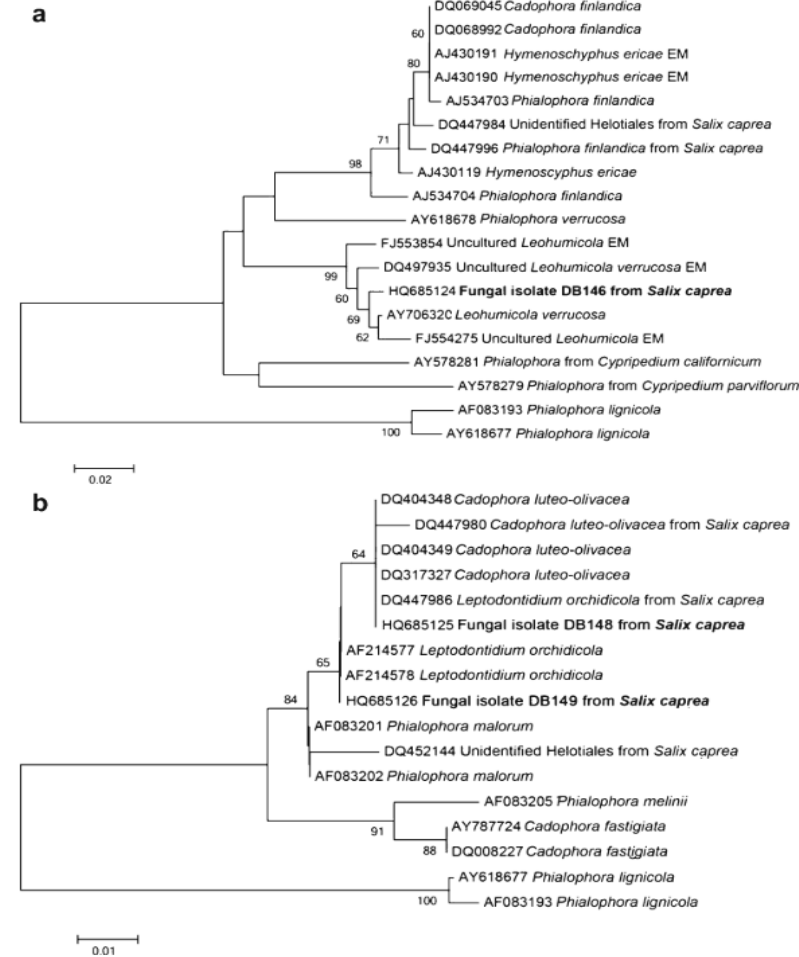 a
DQ069045 Cadophora finlandica
60
DQ068992 Cadophora finlandica
AJ430191 Hymenoschyphus ericae EM
80
AJ430190 Hymenoschyphus ericae EM
AJ534703 Phialophora finlandica
DQ447984 Unidentified Helotiales from Salix caprea
71
DQ447996 Phialophora finlandica from Salix caprea
98
AJ430119 Hymenoscyphus ericae
AJ534704 Phialophora finlandica
AY618678 Phialophora verrucosa
FJ553854 Uncultured Leohumicola EM
99
DQ497935 Uncultured Leohumicola verrucosa EM
60
HQ685124 Fungal isolate DB146 from Salix caprea
69
AY706320 Leohumicola verrucosa
62
FJ554275 Uncultured Leohumicola EM
AY578281 Phialophora from Cypripedium californicum
AY578279 Phialophora from Cypripedium parviflorum
AF083193 Phialophora lignicola
100
AY618677 Phialophora lignicola
0.02
b
DQ404348 Cadophora luteo-olivacea
DQ447980 Cadophora luteo-olivacea from Salix caprea
64
DQ404349 Cadophora luteo-olivacea
DQ317327 Cadophora luteo-olivacea
DQ447986 Leptodontidium orchidicola from Salix caprea
HQ685125 Fungal isolate DB148 from Salix caprea
AF214577 Leptodontidium orchidicola
65
AF214578 Leptodontidium orchidicola
84
HQ685126 Fungal isolate DB149 from Salix caprea
AF083201 Phialophora malorum
DQ452144 Unidentified Helotiales from Salix caprea
AF083202 Phialophora malorum
AF083205 Phialophora melinii
91
AY787724 Cadophora fastigiata
88
DQ008227 Cadophora fastigiata
AY618677 Phialophora lignicola
100
AF083193 Phialophora lignicola
0.01